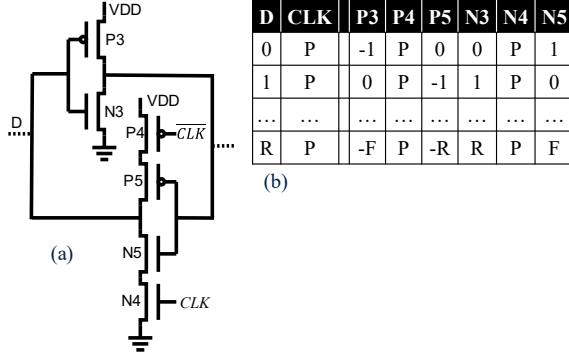 VDD
P3
D
N3
VDD
P4
CLK
P5
N5
N4
CLK
(a)
D CLK P3 P4 P5 N3 N4 N5
0 P -1 P 0 0 P 1
1 P 0 P -1 1 P 0
... ... ... ... ... ... ... ...
R P -F P -R R P F
(b)